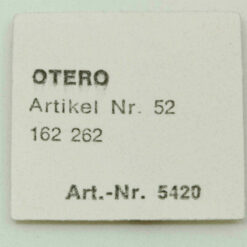 OTERO
Artikel Nr. 52
162 262
Art.-Nr. 5420